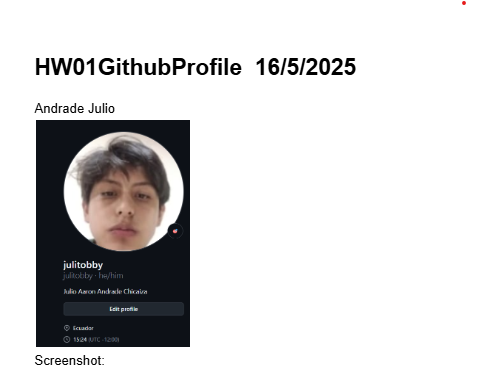 HW01GithubProfile 16/5/2025
Andrade Julio
julitobby
julitobby · he/him
Julio Aaron Andrade Chicaiza
Edit profile
Ecuador
15:24 (UTC -12:00)
Screenshot: